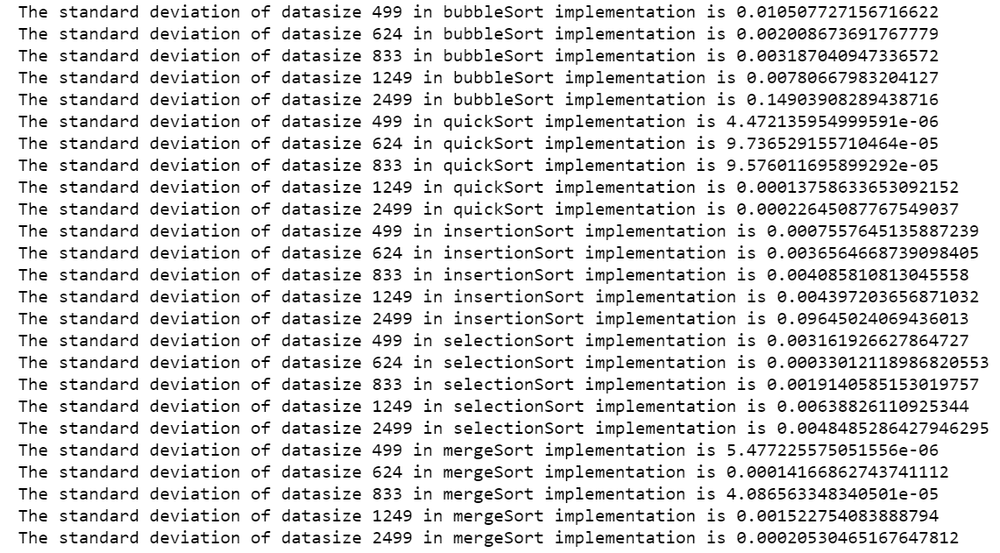 The standard deviation of datasize 499 in bubbleSort implementation is 0.010507727156716622
The standard deviation of datasize 624 in bubbleSort implementation is 0.002008673691767779
The standard deviation of datasize 833 in bubbleSort implementation is 0.003187040947336572
The standard deviation of datasize 1249 in bubbleSort implementation is 0.00780667983204127
The standard deviation of datasize 2499 in bubbleSort implementation is 0.14903908289438716
The standard deviation of datasize 499 in quickSort implementation is 4.472135954999591e-06
The standard deviation of datasize 624 in quickSort implementation is 9.736529155710464e-05
The standard deviation of datasize 833 in quickSort implementation is 9.576011695899292e-05
The standard deviation of datasize 1249 in quickSort implementation is 0.00013758633653092152
The standard deviation of datasize 2499 in quickSort implementation is 0.00022645087767549037
The standard deviation of datasize 499 in insertionSort implementation is 0.0007557645135887239
The standard deviation of datasize 624 in insertionSort implementation is 0.0036564668739098405
The standard deviation of datasize 833 in insertionSort implementation is 0.004085810813045558
The standard deviation of datasize 1249 in insertionSort implementation is 0.004397203656871032
The standard deviation of datasize 2499 in insertionSort implementation is 0.09645024069436013
The standard deviation of datasize 499 in selectionSort implementation is 0.003161926627864727
The standard deviation of datasize 624 in selectionSort implementation is 0.00033012118986820553
The standard deviation of datasize 833 in selectionSort implementation is 0.0019140585153019757
The standard deviation of datasize 1249 in selectionSort implementation is 0.00638826110925344
The standard deviation of datasize 2499 in selectionSort implementation is 0.0048485286427946295
The standard deviation of datasize 499 in mergeSort implementation is 5.477225575051556e-06
The standard deviation of datasize 624 in mergeSort implementation is 0.00014166862743741112
The standard deviation of datasize 833 in mergeSort implementation is 4.086563348340501e-05
The standard deviation of datasize 1249 in mergeSort implementation is 0.001522754083888794
The standard deviation of datasize 2499 in mergeSort implementation is 0.00020530465167647812